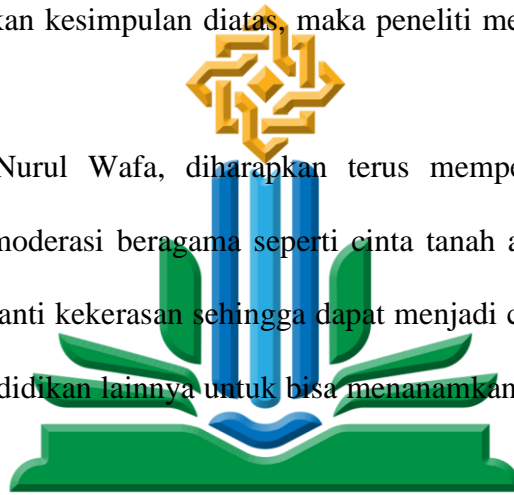 kan kesimpulan diatas, maka peneliti me
Nurul Wafa, diharapkan terus mempe
moderasi beragama seperti cinta tanah a
anti kekerasan sehingga dapat menjadi c
didikan lainnya untuk bisa menanamkan